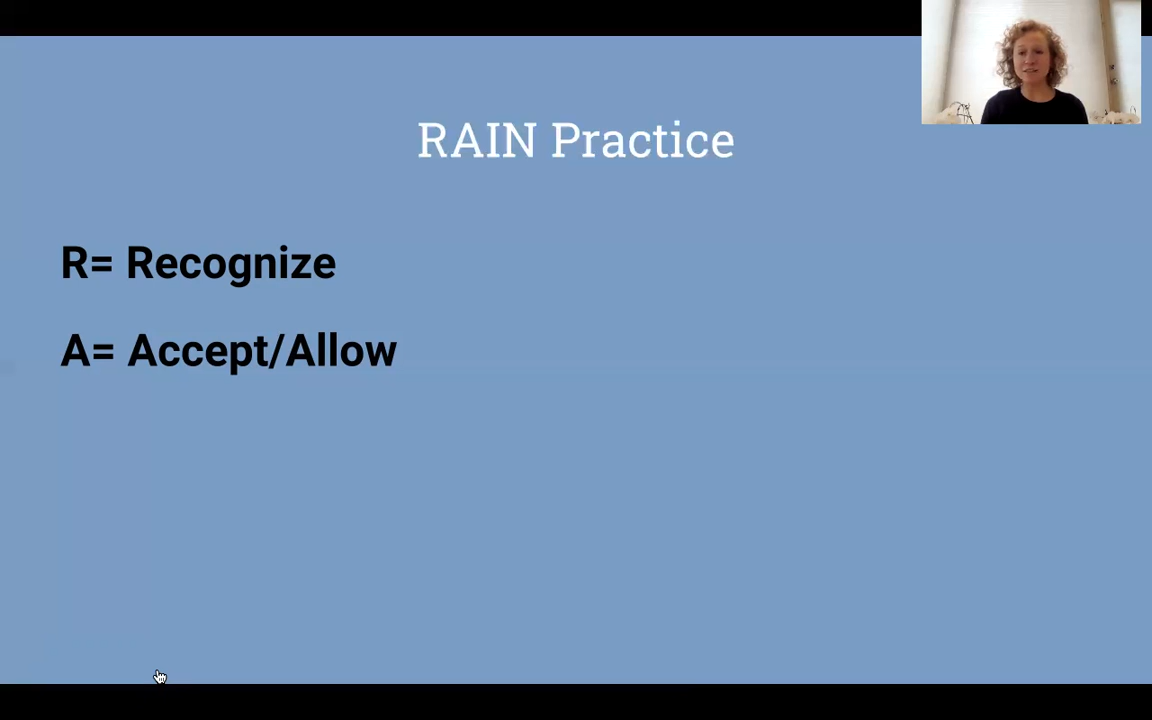 RAIN Practice
R= Recognize
A= Accept/Allow